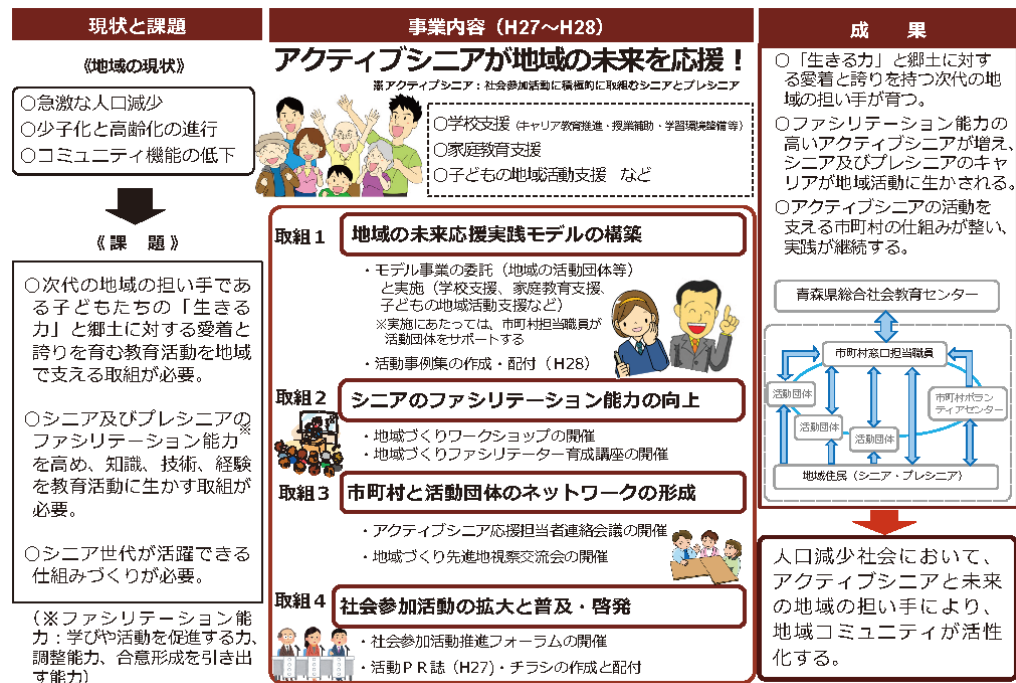 現状と課題
《地域の現状》
○急激な人口減少
○少子化と高齢化の進行
○コミュニティ機能の低下
《課　題》
○次代の地域の担い手であ
る子どもたちの「生きる
力」と郷土に対する愛着と
誇りを育む教育活動を地域
で支える取組が必要。
○シニア及びプレシニアの
ファシリテーション能力※
を高め、知識、技術、経験
を教育活動に生かす取組が
必要。
○シニア世代が活躍できる
仕組みづくりが必要。
（※ファシリテーション能
力：学びや活動を促進する力、
調整能力、合意形成を引き出
す能力）
事業内容（H27～H28）
アクティブシニアが地域の未来を応援！
※アクティブシニア：社会参加活動に積極的に取組むシニアとプレシニア
○学校支援（キャリア教育推進・授業補助・学習環境整備等）
○家庭教育支援
○子どもの地域活動支援　など
取組１　地域の未来応援実践モデルの構築
・モデル事業の委託（地域の活動団体等）
と実施（学校支援、家庭教育支援、
子どもの地域活動支援など）
※実施にあたっては、市町村担当職員が
活動団体をサポートする
・活動事例集の作成・配付（H28）
取組２　シニアのファシリテーション能力の向上
・地域づくりワークショップの開催
・地域づくりファシリテーター育成講座の開催
取組３　市町村と活動団体のネットワークの形成
・アクティブシニア応援担当者連絡会議の開催
・地域づくり先進地視察交流会の開催
取組４　社会参加活動の拡大と普及・啓発
・社会参加活動推進フォーラムの開催
・活動ＰＲ誌（H27）・チラシの作成と配付
成　果
○「生きる力」と郷土に対す
る愛着と誇りを持つ次代の地
域の担い手が育つ。
○ファシリテーション能力の
高いアクティブシニアが増え、
シニア及びプレシニアのキャ
リアが地域活動に生かされる。
○アクティブシニアの活動を
支える市町村の仕組みが整い、
実践が継続する。
青森県総合社会教育センター
市町村窓口担当職員
活動団体
活動団体
活動団体
市町村ボラン
ティアセンター
地域住民（シニア・プレシニア）
人口減少社会において、
アクティブシニアと未来
の地域の担い手により、
地域コミュニティが活性
化する。